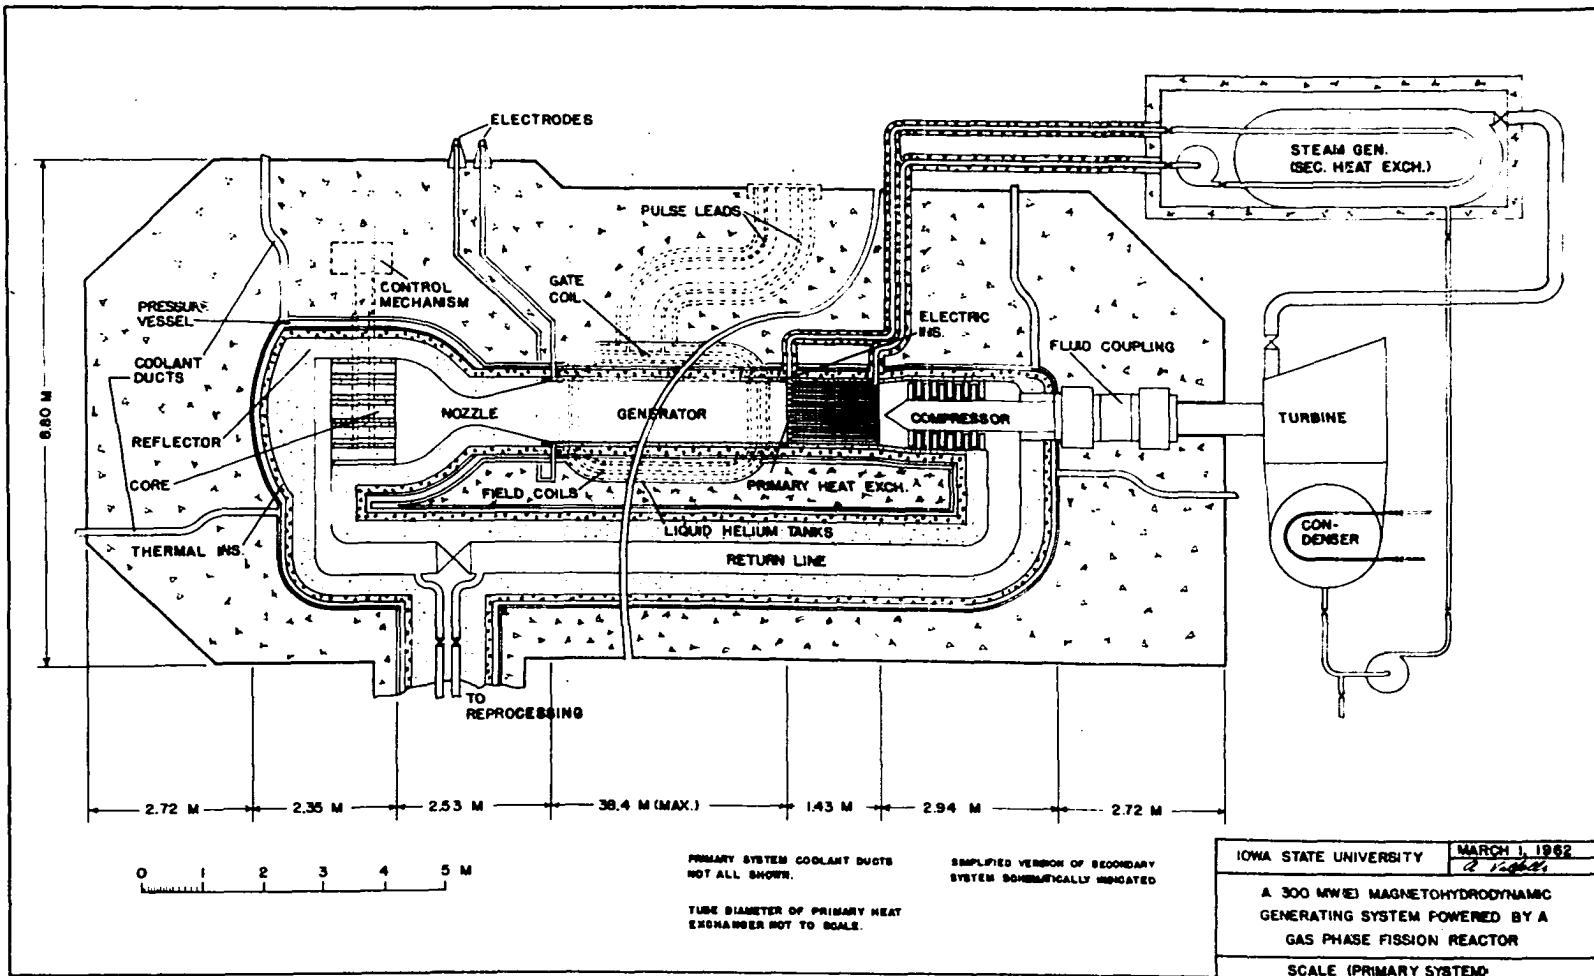 ELECTRODES
STEAM GEN.
(SEC. HEAT EXCH.)
PULSE LEADS
CONTROL
MECHANISM
GATE
COIL
PRESSURE
VESSEL
ELECTRIC
INS.
COOLANT
DUCTS
FLUID COUPLING
6.80 M
NOZZLE
GENERATOR
COMPRESSOR
TURBINE
REFLECTOR
CORE
FIELD COILS
PRIMARY HEAT EXCH.
LIQUID HELIUM TANKS
CON-
DENSER
THERMAL INS.
RETURN LINE
TO
REPROCESSING
2.72 M
2.35 M
2.53 M
38.4 M (MAX.)
1.43 M
2.94 M
2.72 M
0 1 2 3 4 5 M
PRIMARY SYSTEM COOLANT DUCTS
NOT ALL SHOWN.
SIMPLIFIED VERSION OF SECONDARY
SYSTEM SCHEMATICALLY INDICATED
TUBE DIAMETER OF PRIMARY HEAT
EXCHANGER NOT TO SCALE.
IOWA STATE UNIVERSITY
MARCH 1, 1962
A 300 MW(E) MAGNETOHYDRODYNAMIC
GENERATING SYSTEM POWERED BY A
GAS PHASE FISSION REACTOR
SCALE (PRIMARY SYSTEM)